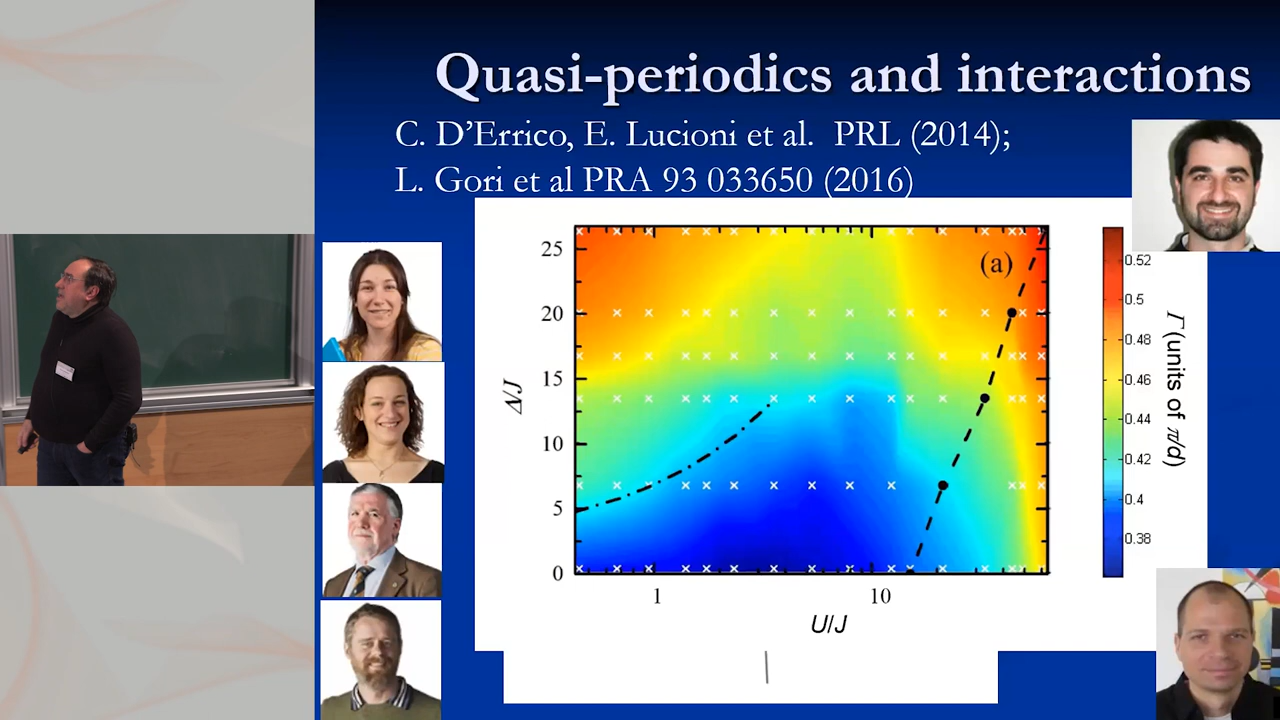 Quasi-periodics and interactions
C. D'Errico, E. Lucioni et al. PRL (2014);
L. Gori et al PRA 93 033650 (2016)
(a)
25
20
15
10
5
0
Δ/J
1
10
U/J
0.52
0.5
0.48
0.46
0.44
0.42
0.4
0.38
Γ (units of π/d)